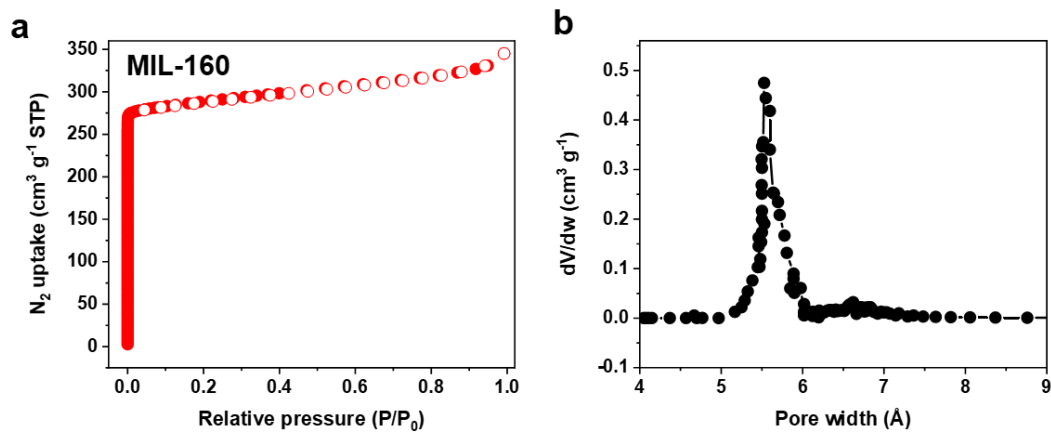 a
MIL-160
N₂ uptake (cm³ g⁻¹ STP)
350
300
250
200
150
100
50
0
0.0 0.2 0.4 0.6 0.8 1.0
Relative pressure (P/P₀)
b
dV/dw (cm³ g⁻¹)
0.5
0.4
0.3
0.2
0.1
0.0
-0.1
4 5 6 7 8 9
Pore width (Å)